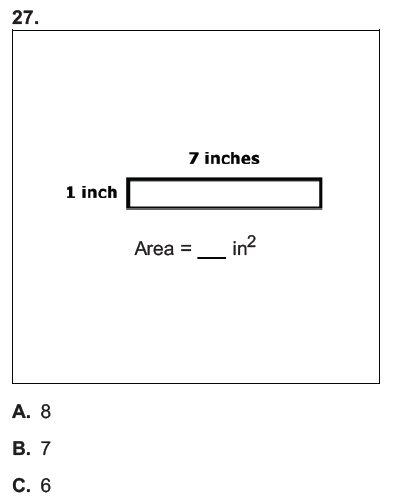 27.
7 inches
1 inch
Area = ___ in²
A. 8
B. 7
C. 6